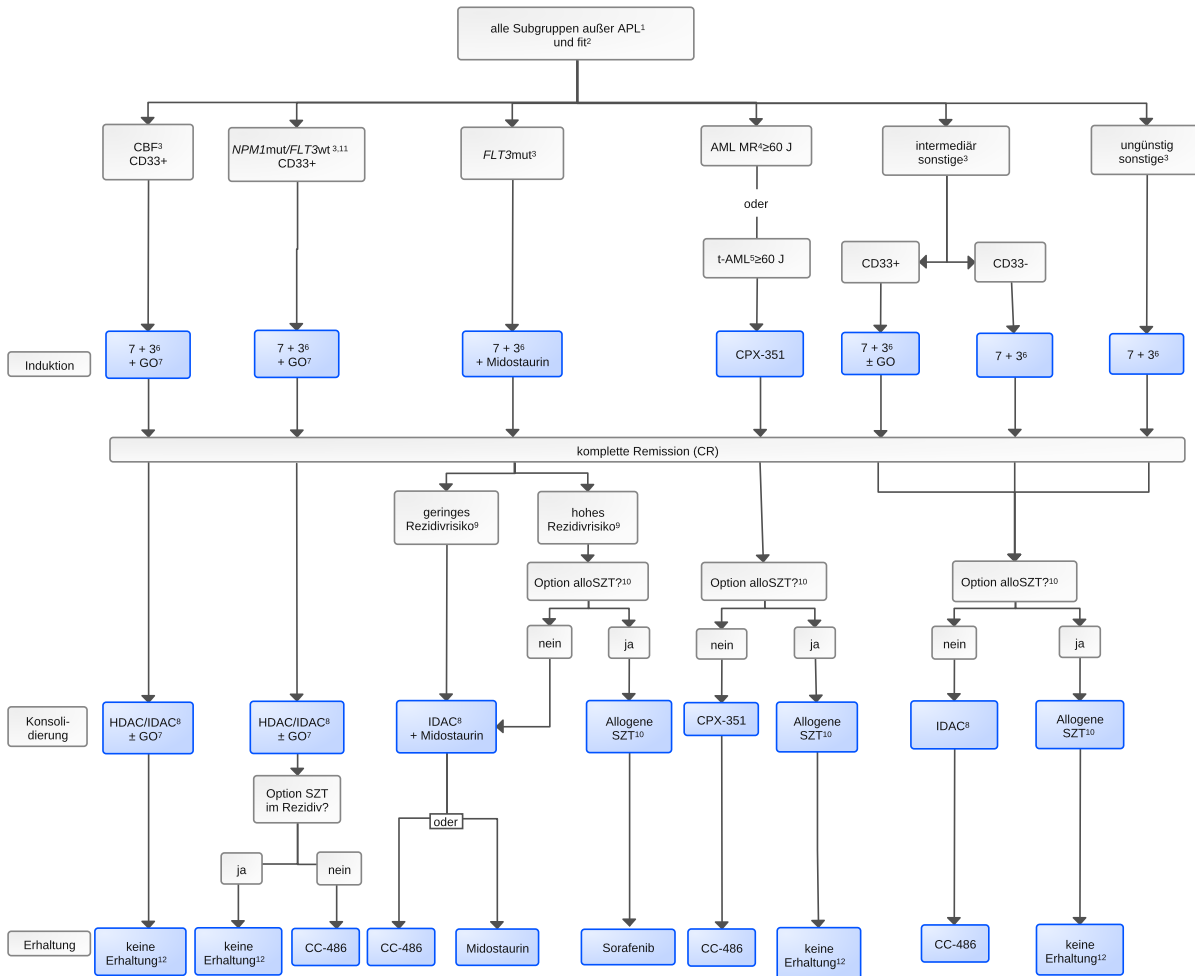 alle Subgruppen außer APL¹
und fit²
CBF³
CD33+
NPM1mut/FLT3wt ³,¹¹
CD33+
FLT3mut³
AML MR⁴≥60 J
oder
t-AML⁵≥60 J
intermediär
sonstige³
ungünstig
sonstige³
CD33+
CD33-
Induktion
7 + 3⁶
+ GO⁷
7 + 3⁶
+ GO⁷
7 + 3⁶
+ Midostaurin
CPX-351
7 + 3⁶
± GO
7 + 3⁶
7 + 3⁶
komplette Remission (CR)
geringes
Rezidivrisiko⁹
hohes
Rezidivrisiko⁹
Option alloSZT?¹⁰
Option alloSZT?¹⁰
Option alloSZT?¹⁰
nein
ja
nein
ja
nein
ja
Konsoli-
dierung
HDAC/IDAC⁸
± GO⁷
HDAC/IDAC⁸
± GO⁷
IDAC⁸
+ Midostaurin
Allogene
SZT¹⁰
CPX-351
Allogene
SZT¹⁰
IDAC⁸
Allogene
SZT¹⁰
Option SZT
im Rezidiv?
oder
ja
nein
Erhaltung
keine
Erhaltung¹²
keine
Erhaltung¹²
CC-486
CC-486
Midostaurin
Sorafenib
CC-486
keine
Erhaltung¹²
CC-486
keine
Erhaltung¹²